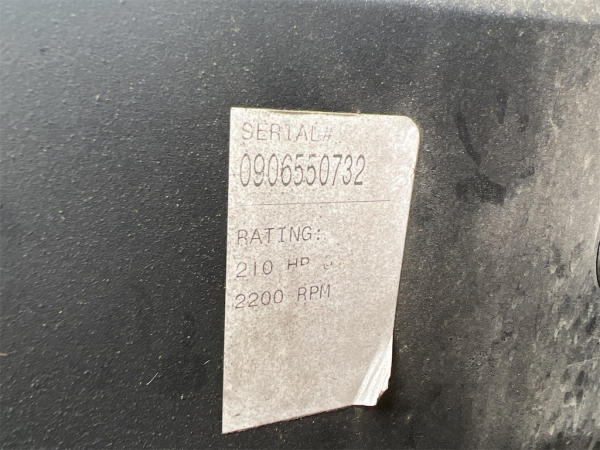 SERIAL#
0906550732
RATING:
210 HP
2200 RPM